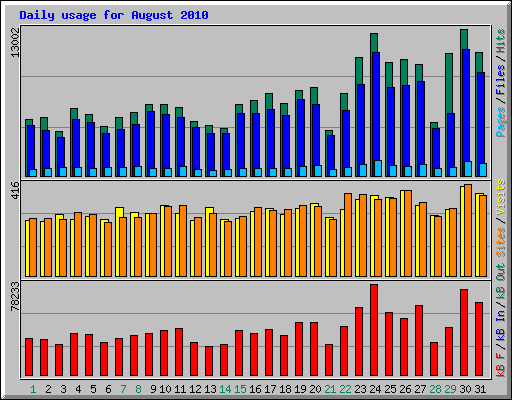 Daily usage for August 2010
13002
Pages / Files / Hits
416
Sites / Visits
78233
kB F / kB In / kB Out
1 2 3 4 5 6 7 8 9 10 11 12 13 14 15 16 17 18 19 20 21 22 23 24 25 26 27 28 29 30 31